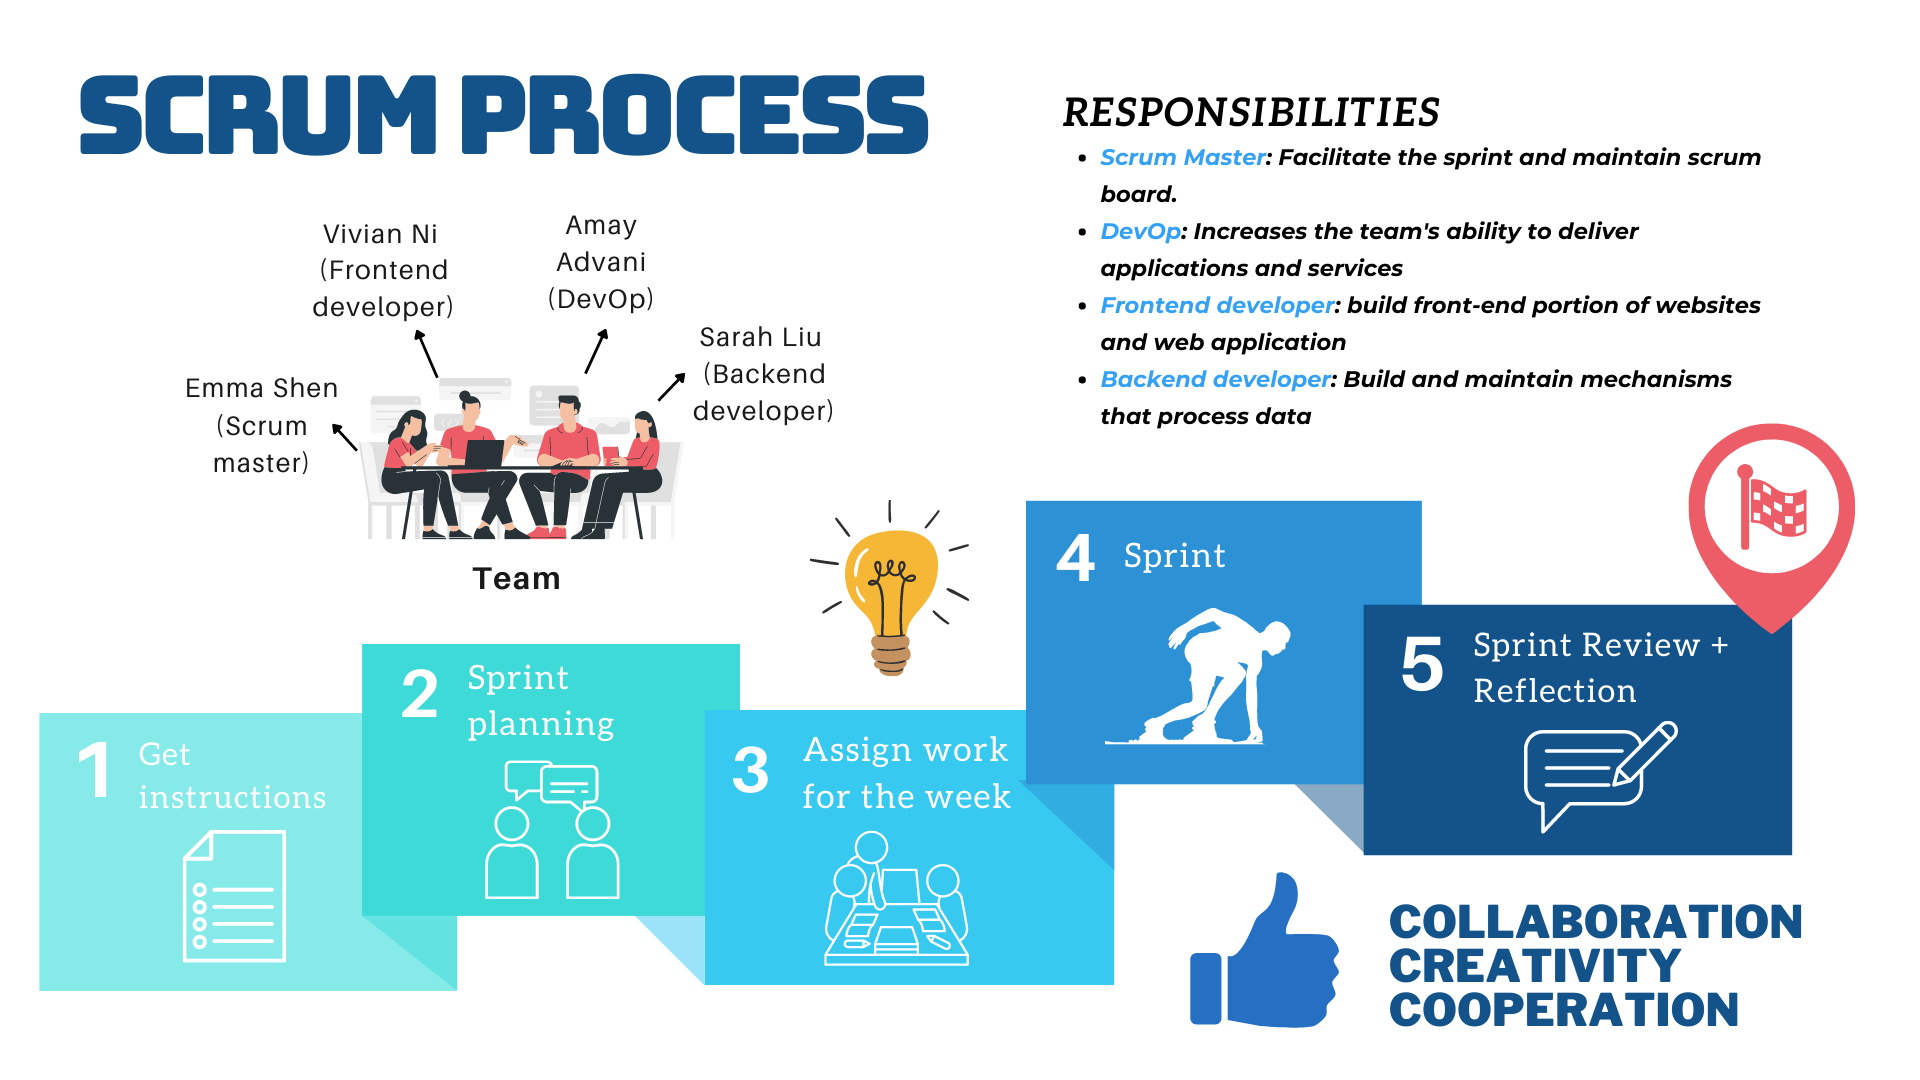 SCRUM PROCESS
RESPONSIBILITIES
Scrum Master: Facilitate the sprint and maintain scrum
board.
DevOp: Increases the team's ability to deliver
applications and services
Frontend developer: build front-end portion of websites
and web application
Backend developer: Build and maintain mechanisms
that process data
Vivian Ni
(Frontend
developer)
Amay
Advani
(DevOp)
Sarah Liu
(Backend
developer)
Emma Shen
(Scrum
master)
Team
1 Get
instructions
2 Sprint
planning
3 Assign work
for the week
4 Sprint
5 Sprint Review +
Reflection
COLLABORATION
CREATIVITY
COOPERATION